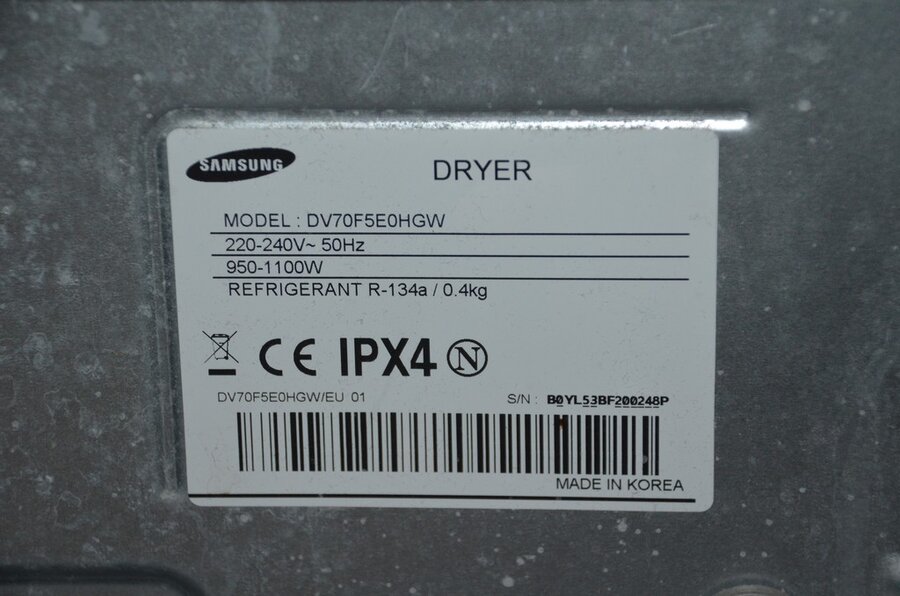 SAMSUNG
DRYER
MODEL : DV70F5E0HGW
220-240V~ 50Hz
950-1100W
REFRIGERANT R-134a / 0.4kg
CE IPX4 N
DV70F5E0HGW/EU 01 S/N : B0YL53BF200248P
MADE IN KOREA